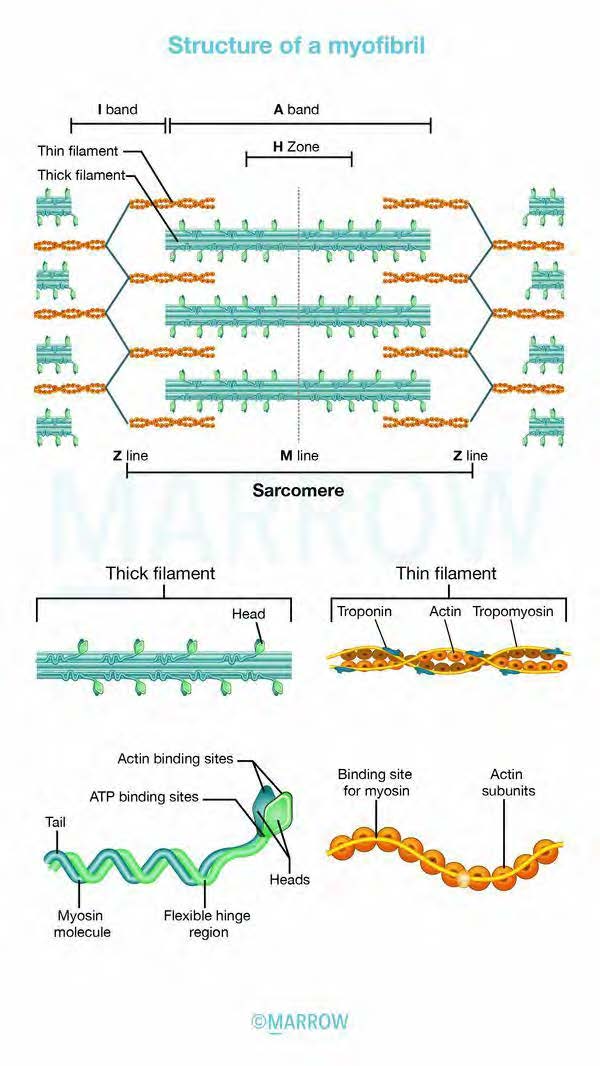 Structure of a myofibril
I band
A band
H Zone
Thin filament
Thick filament
Z line
M line
Z line
Sarcomere
MARROW
Thick filament
Thin filament
Head
Troponin
Actin
Tropomyosin
Actin binding sites
ATP binding sites
Tail
Heads
Myosin
molecule
Flexible hinge
region
Binding site
for myosin
Actin
subunits
©MARROW